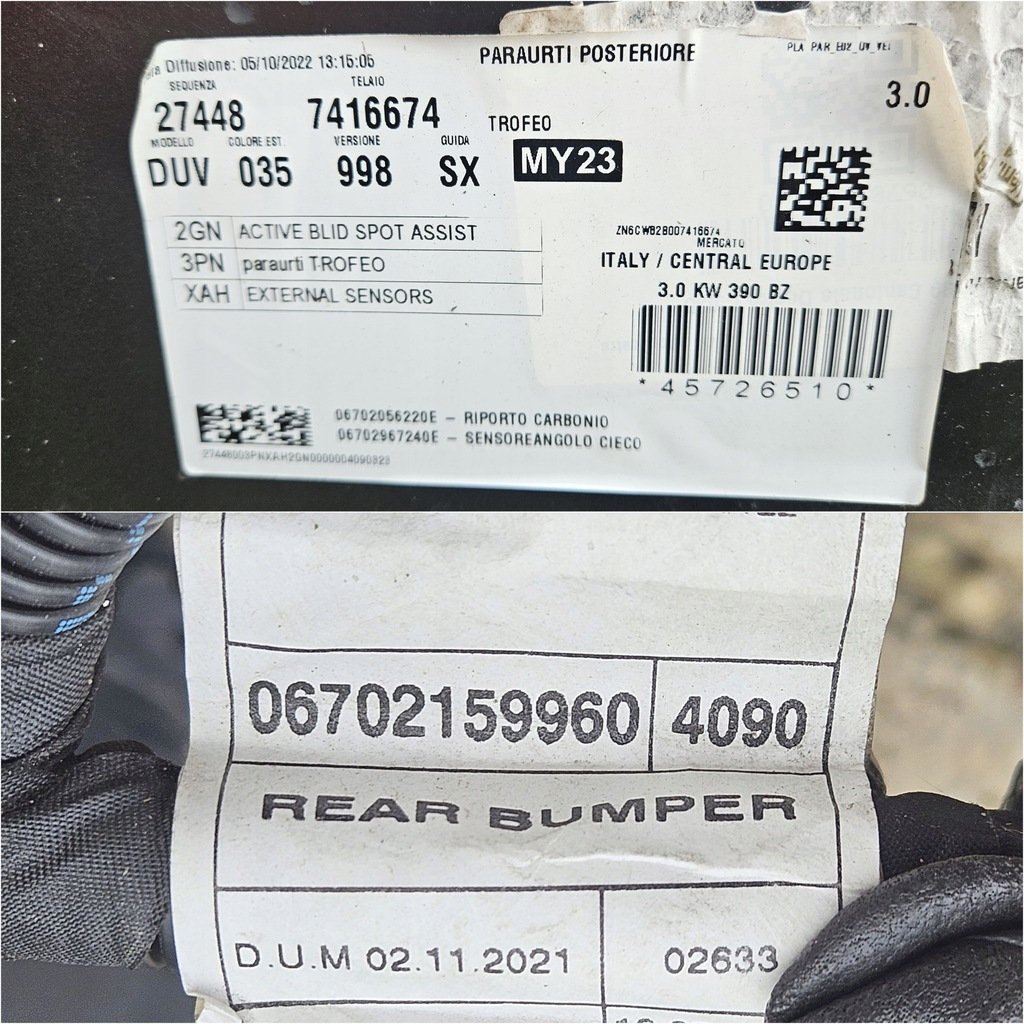 Diffusione: 05/10/2022 13:15:05
PARAURTI POSTERIORE
SEQUENZA TELAIO
27448 7416674
TROFEO
3.0
MODELLO COLORE EST. VERSIONE GUIDA
DUV 035 998 SX
MY23
2GN ACTIVE BLID SPOT ASSIST
3PN paraurti TROFEO
XAH EXTERNAL SENSORS
MERCATO
ITALY / CENTRAL EUROPE
3.0 KW 390 BZ
*45726510*
06702056220E – RIPORTO CARBONIO
06702967240E – SENSOREANGOLO CIECO
06702159960 4090
REAR BUMPER
D.U.M 02.11.2021 02633